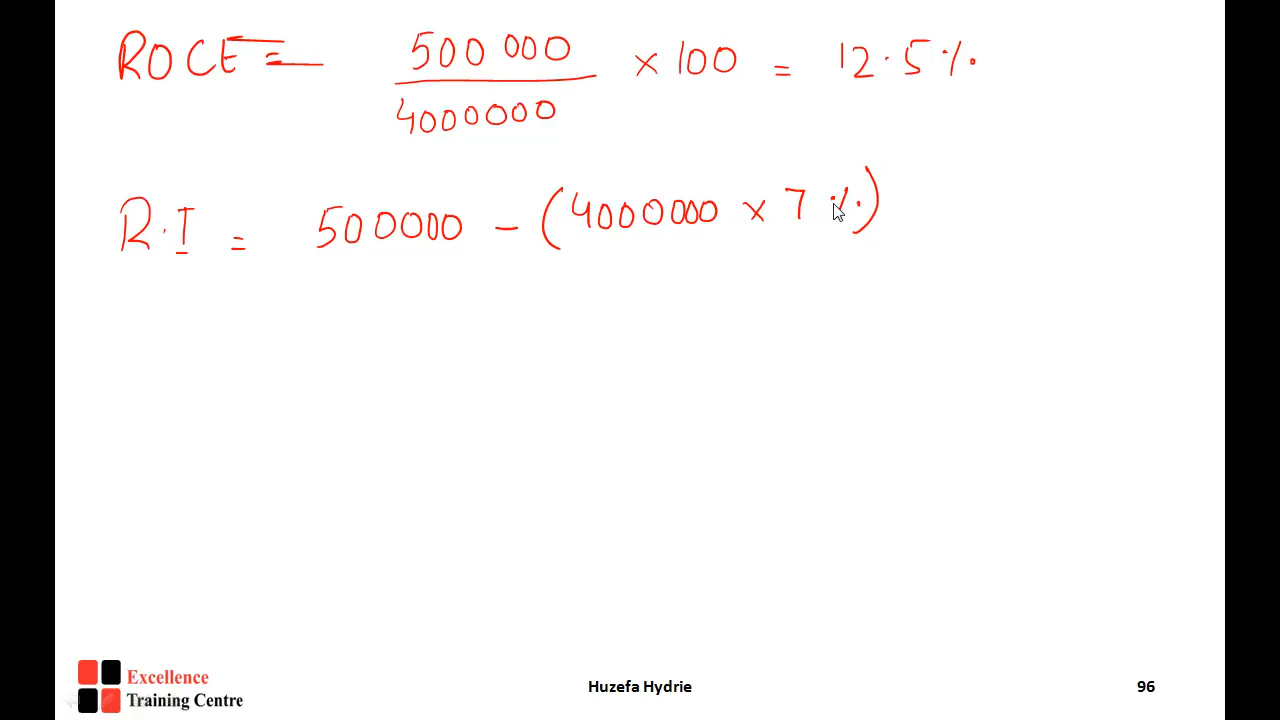 ROCE = 500 000 / 4000000 × 100 = 12.5%
R.I = 500000 - (4000000 × 7%)
Excellence
Training Centre
Huzefa Hydrie
96